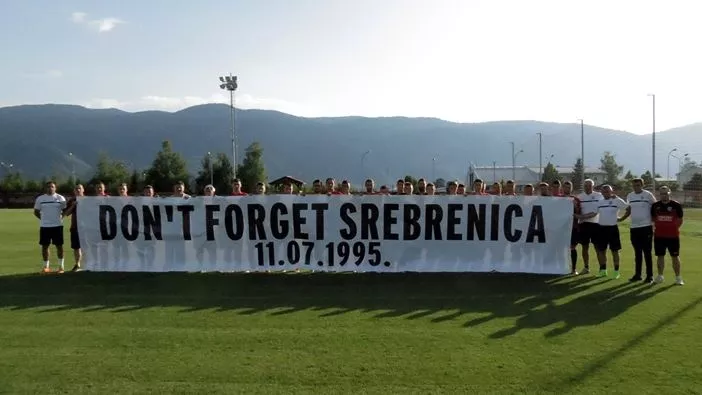 DON'T FORGET SREBRENICA
11.07.1995.